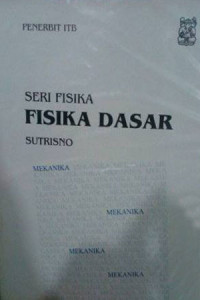 PENERBIT ITB
SERI FISIKA
FISIKA DASAR
SUTRISNO
MEKANIKA
MEKANIKA
MEKANIKA
MEKANIKA